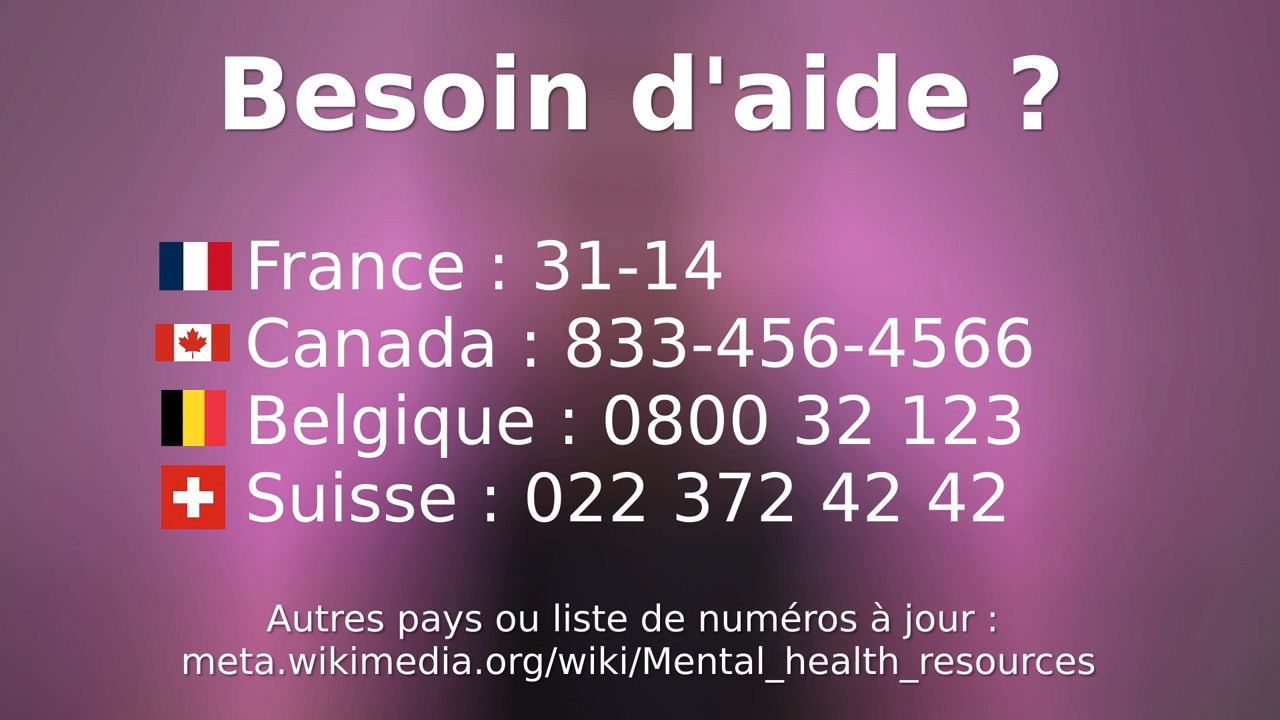 Besoin d'aide ?
France : 31-14
Canada : 833-456-4566
Belgique : 0800 32 123
Suisse : 022 372 42 42
Autres pays ou liste de numéros à jour :
meta.wikimedia.org/wiki/Mental_health_resources